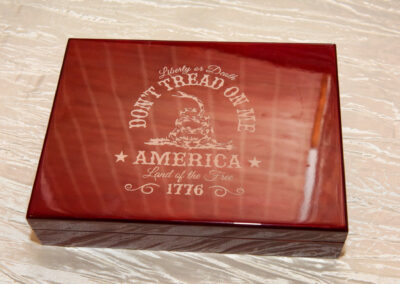 Liberty or Death
DON'T TREAD ON ME
AMERICA
Land of the Free
1776